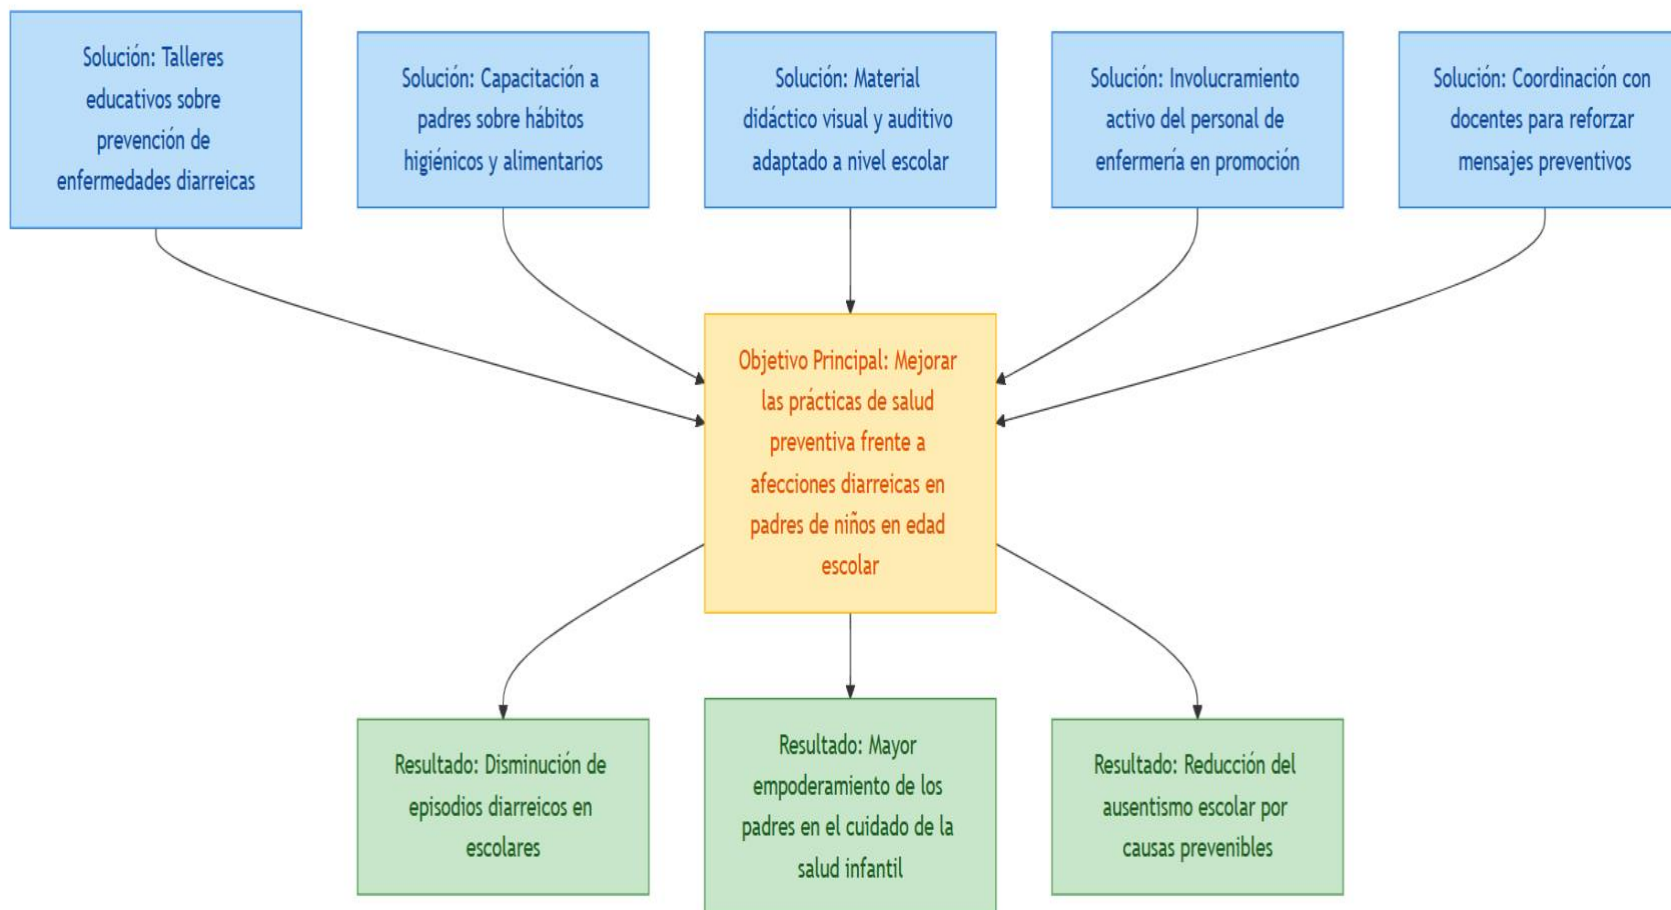 Solución: Talleres
educativos sobre
prevención de
enfermedades diarreicas
Solución: Capacitación a
padres sobre hábitos
higiénicos y alimentarios
Solución: Material
didáctico visual y auditivo
adaptado a nivel escolar
Solución: Involucramiento
activo del personal de
enfermería en promoción
Solución: Coordinación con
docentes para reforzar
mensajes preventivos
Objetivo Principal: Mejorar
las prácticas de salud
preventiva frente a
afecciones diarreicas en
padres de niños en edad
escolar
Resultado: Disminución de
episodios diarreicos en
escolares
Resultado: Mayor
empoderamiento de los
padres en el cuidado de la
salud infantil
Resultado: Reducción del
ausentismo escolar por
causas prevenibles